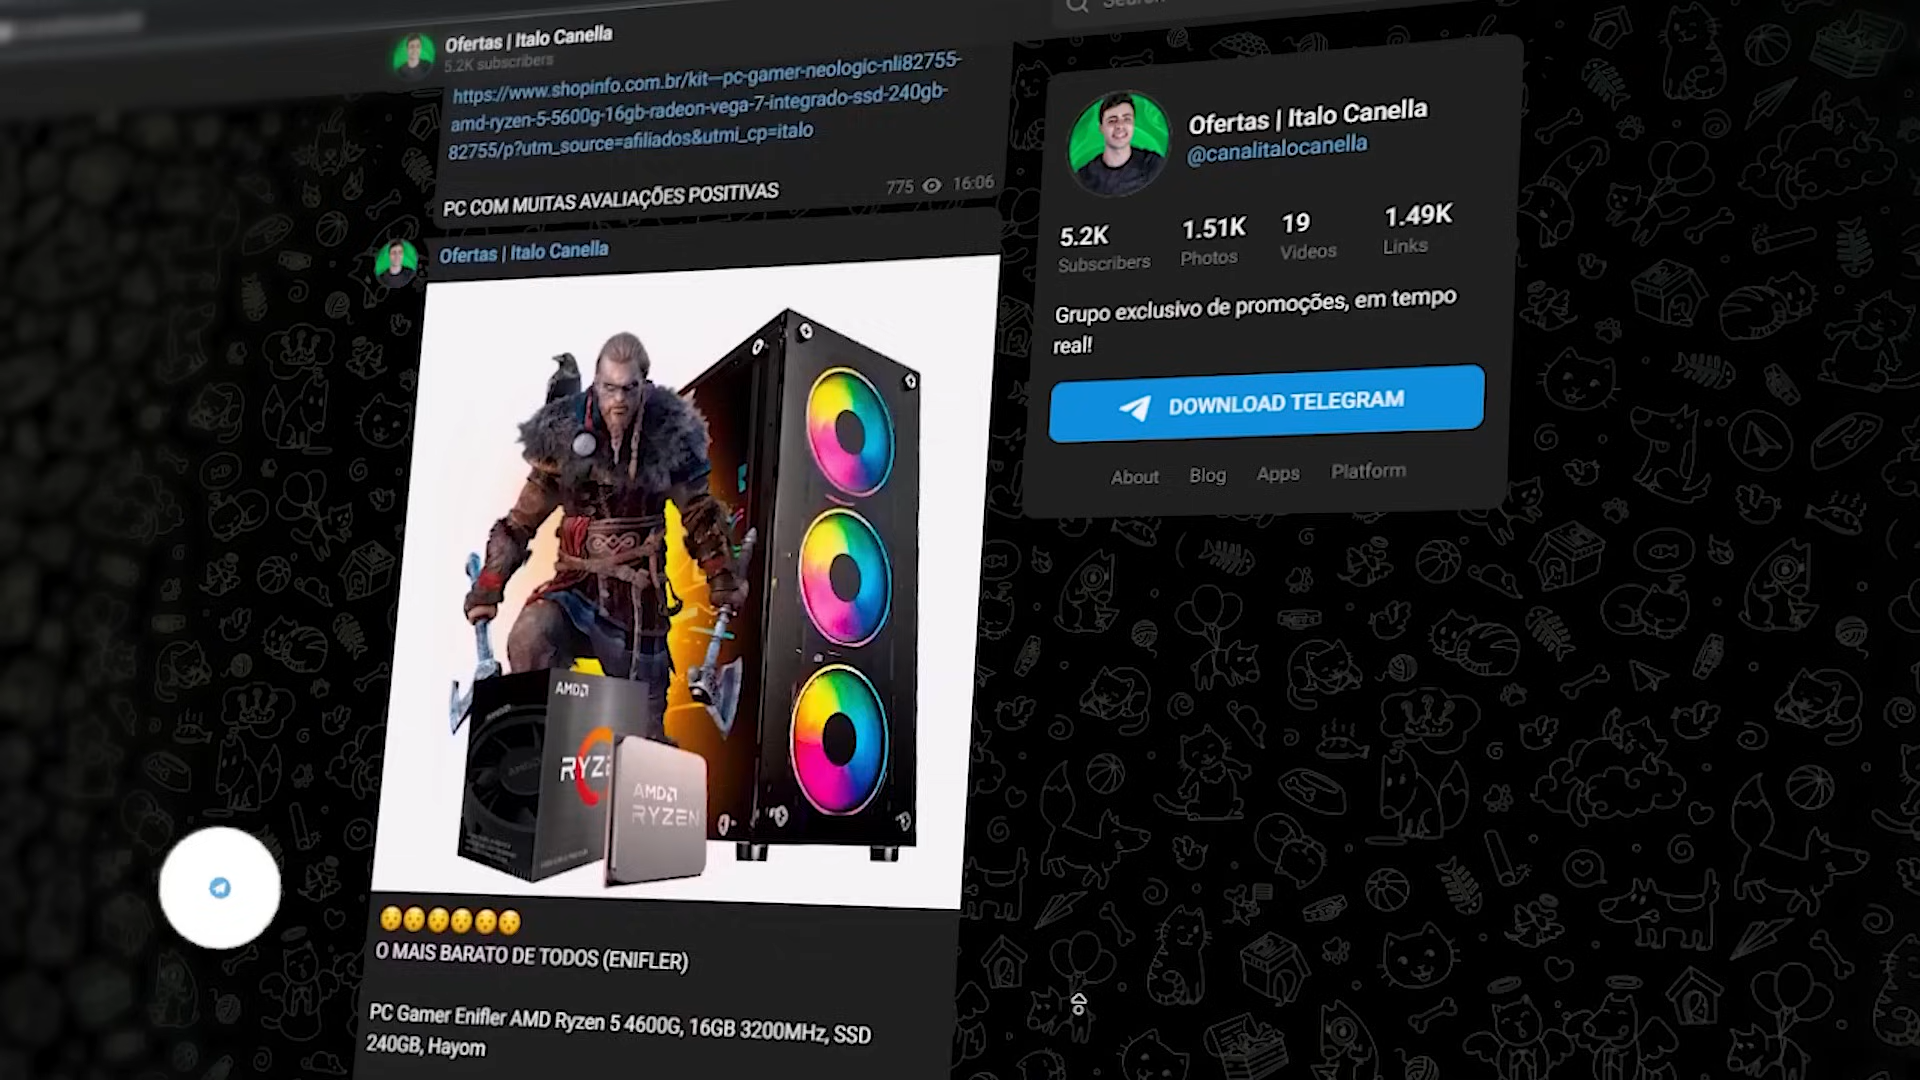 Ofertas | Italo Canella
5.2K subscribers
https://www.shopinfo.com.br/kit---pc-gamer-neologic-nli82755-
amd-ryzen-5-5600g-16gb-radeon-vega-7-integrado-ssd-240gb-
82755/p?utm_source=afiliados&utmi_cp=italo
PC COM MUITAS AVALIAÇÕES POSITIVAS
775 16:06
Ofertas | Italo Canella
AMD
RYZE
AMD
RYZEN
😯😯😯😯😯😯
O MAIS BARATO DE TODOS (ENIFLER)
PC Gamer Enifler AMD Ryzen 5 4600G, 16GB 3200MHz, SSD
240GB, Hayom
Search
Ofertas | Italo Canella
@canalitalocanella
5.2K 1.51K 19 1.49K
Subscribers Photos Videos Links
Grupo exclusivo de promoções, em tempo
real!
DOWNLOAD TELEGRAM
About Blog Apps Platform